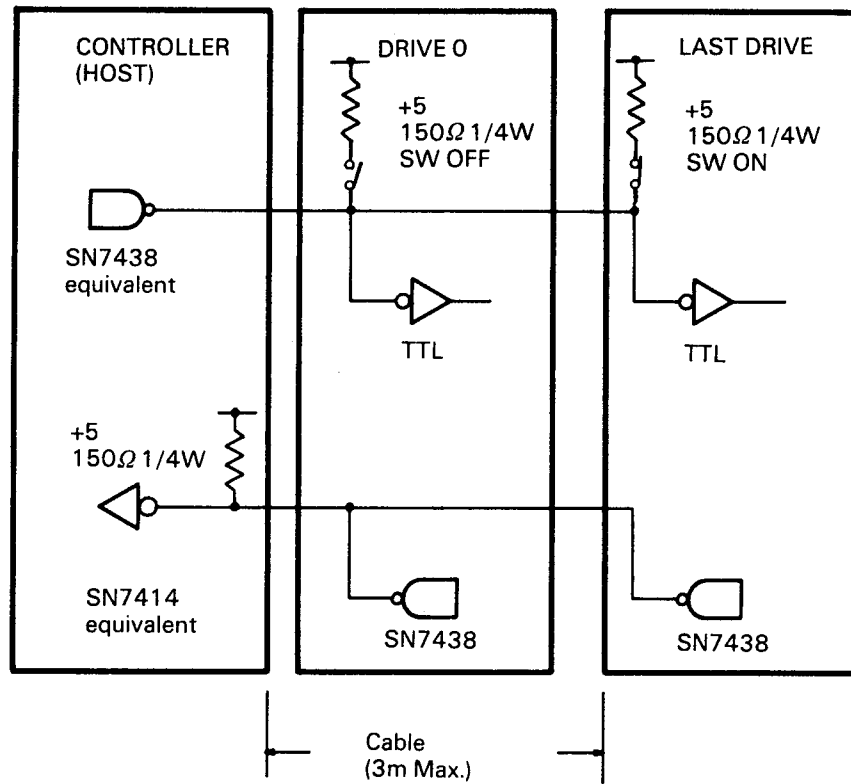 CONTROLLER
(HOST)
DRIVE 0
LAST DRIVE
+5
150Ω 1/4W
SW OFF
+5
150Ω 1/4W
SW ON
SN7438
equivalent
TTL
TTL
+5
150Ω 1/4W
SN7414
equivalent
SN7438
SN7438
Cable
(3m Max.)